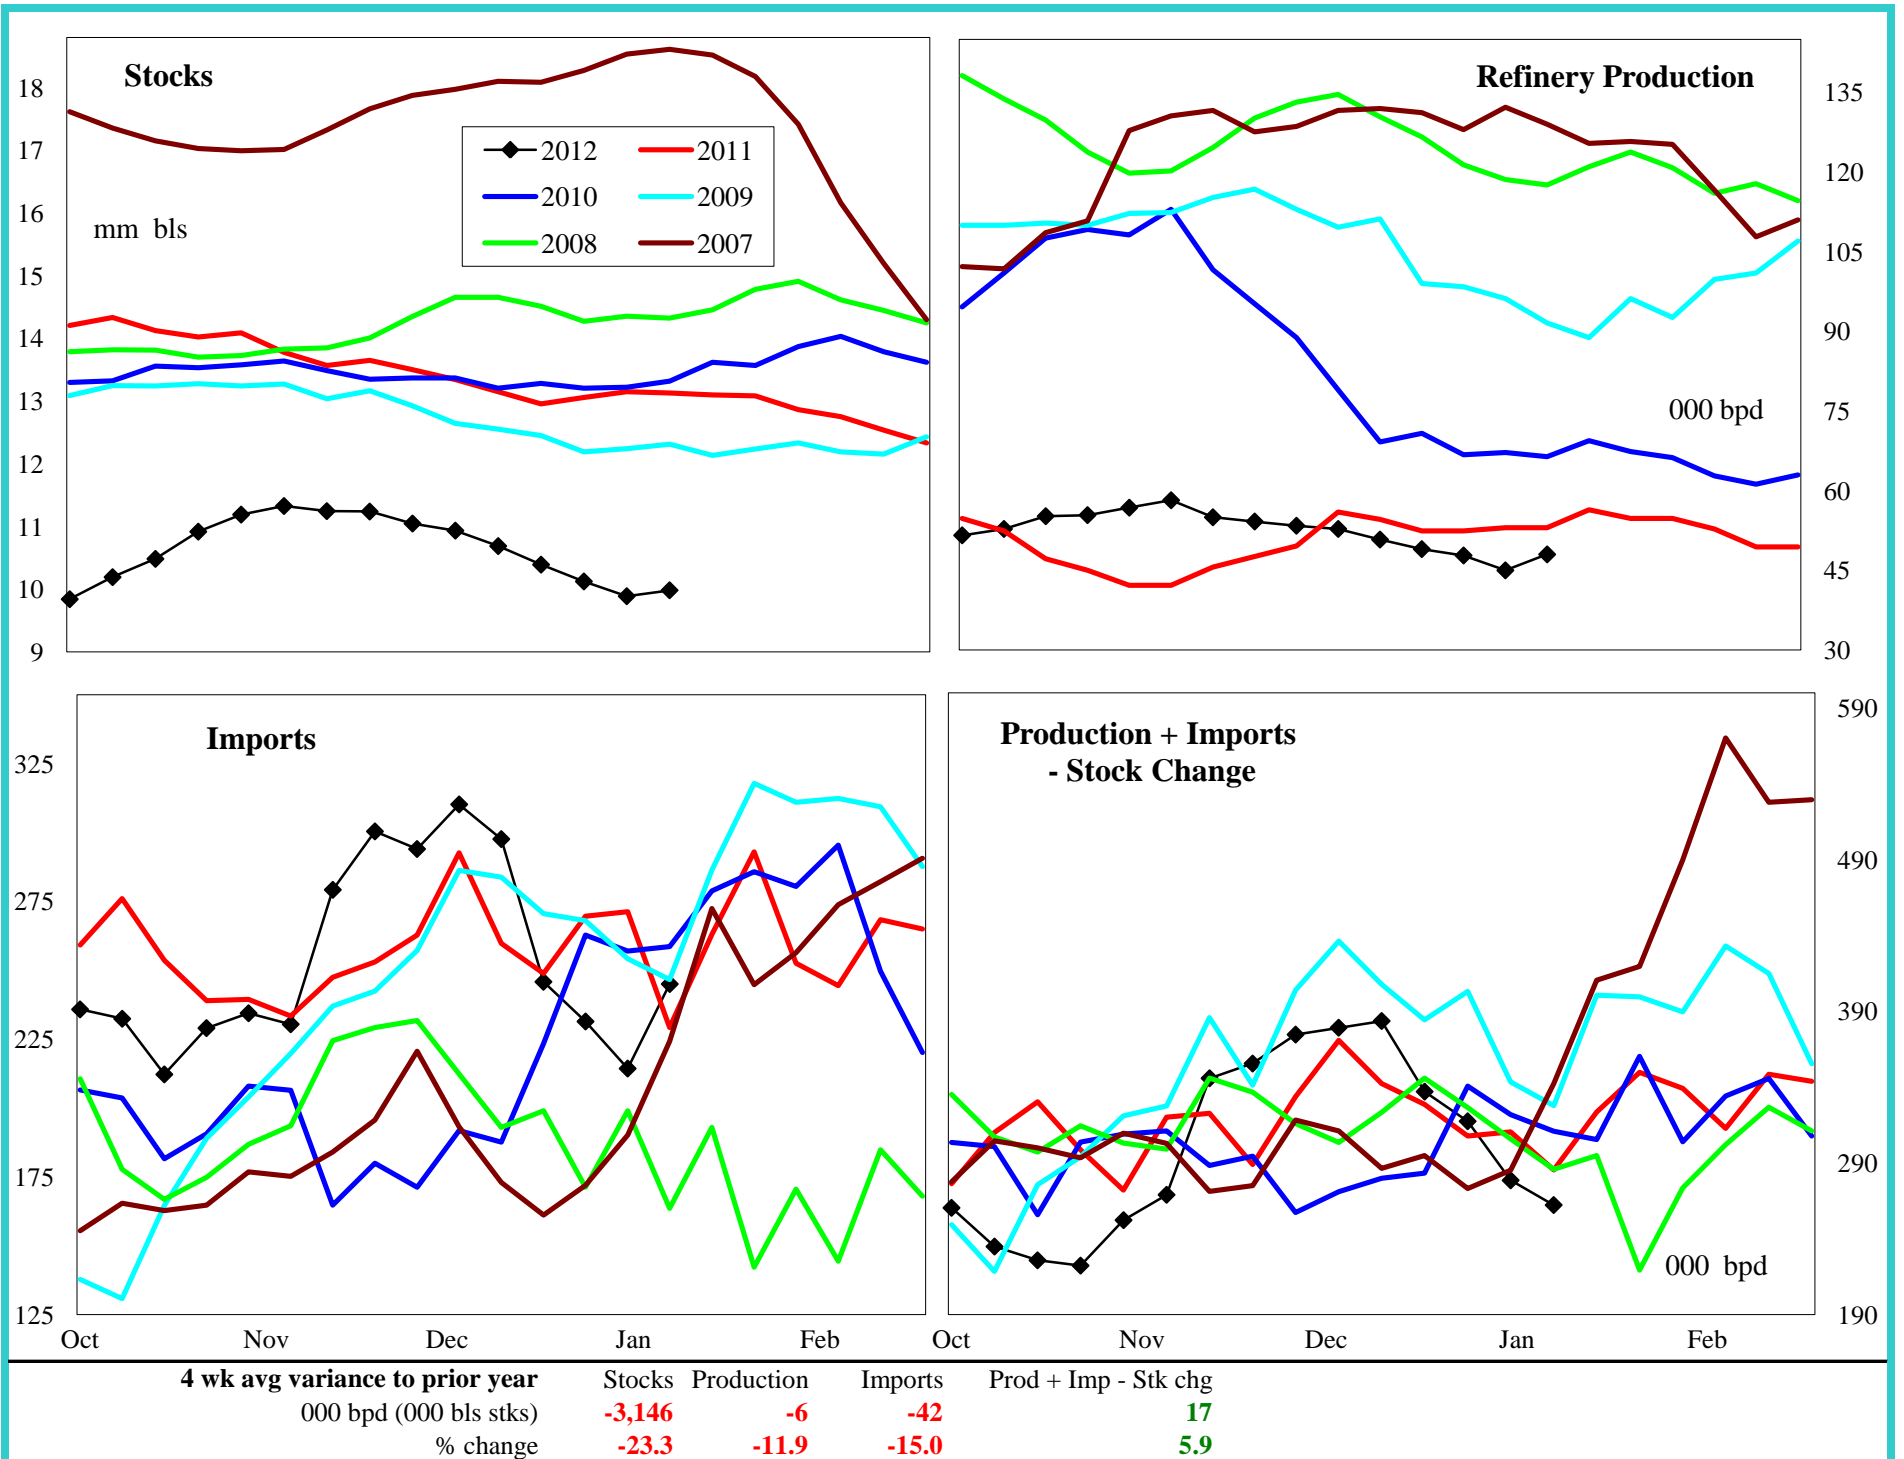 Stocks
18
17
16
15
14
13
12
11
10
9
mm bls
2012 2011
2010 2009
2008 2007
Refinery Production
135
120
105
90
75
60
45
30
000 bpd
Imports
325
275
225
175
125
Oct Nov Dec Jan Feb
Production + Imports
- Stock Change
590
490
390
290
190
000 bpd
Oct Nov Dec Jan Feb
4 wk avg variance to prior year Stocks Production Imports Prod + Imp - Stk chg
000 bpd (000 bls stks) -3,146 -6 -42 17
% change -23.3 -11.9 -15.0 5.9